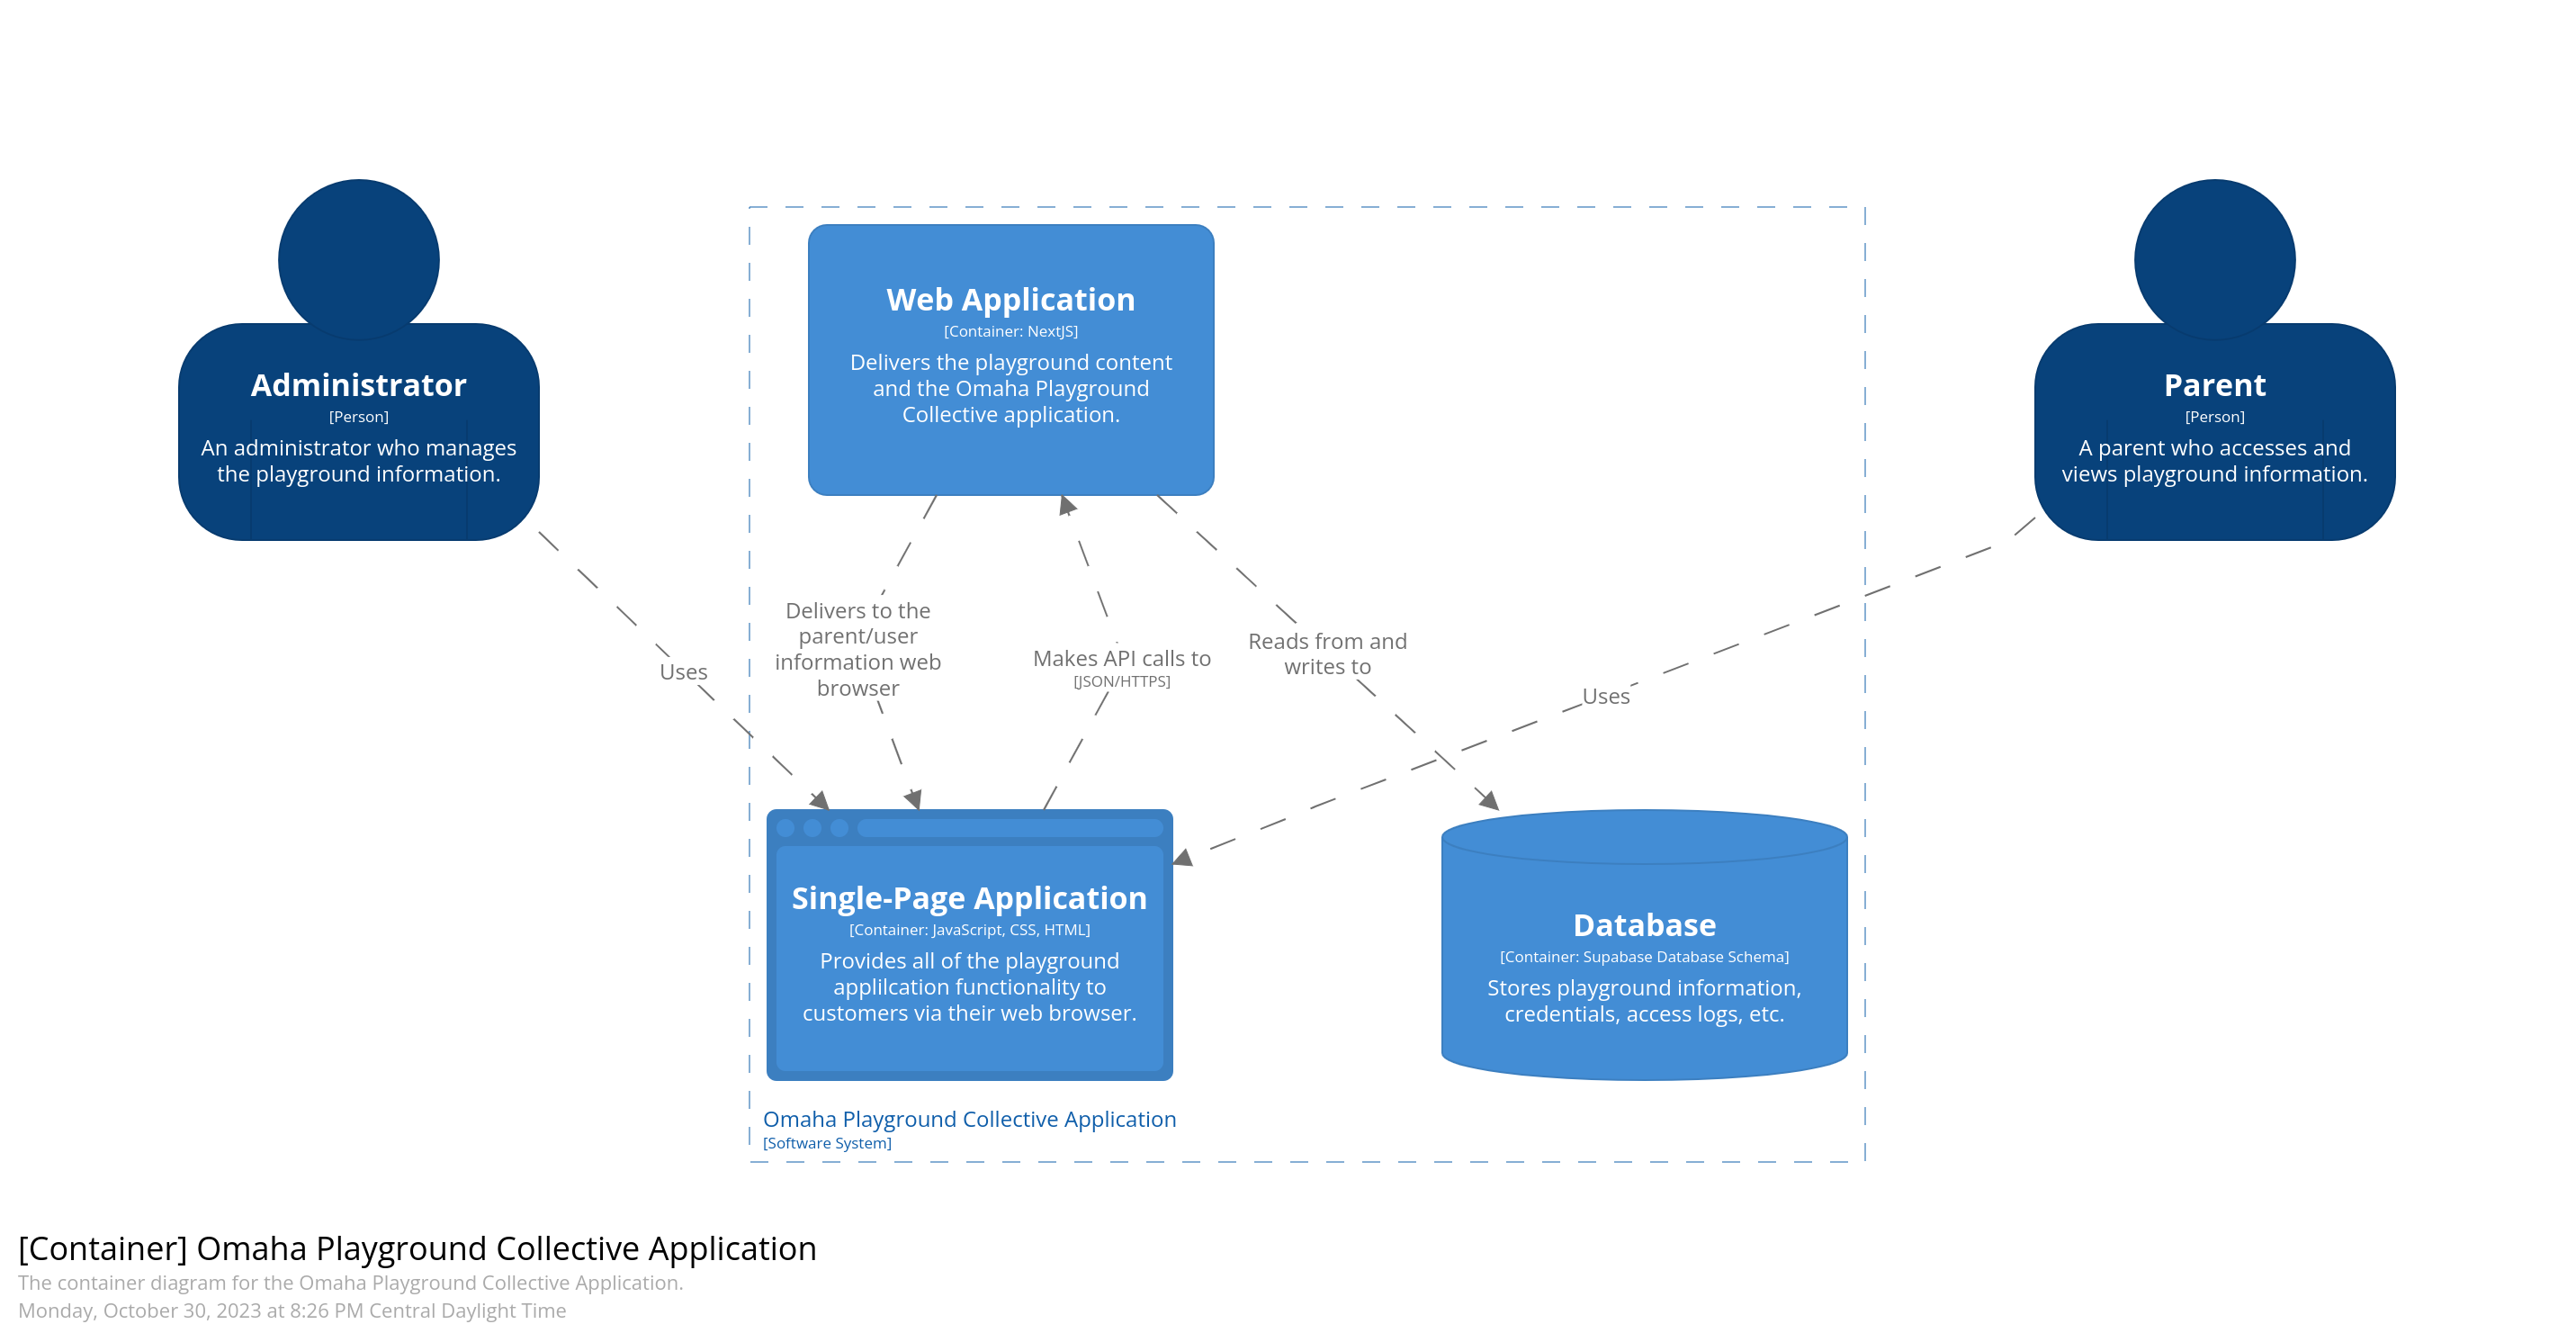 Administrator
[Person]
An administrator who manages
the playground information.
Web Application
[Container: NextJS]
Delivers the playground content
and the Omaha Playground
Collective application.
Parent
[Person]
A parent who accesses and
views playground information.
Uses
Delivers to the
parent/user
information web
browser
Makes API calls to
[JSON/HTTPS]
Reads from and
writes to
Uses
Single-Page Application
[Container: JavaScript, CSS, HTML]
Provides all of the playground
applilcation functionality to
customers via their web browser.
Database
[Container: Supabase Database Schema]
Stores playground information,
credentials, access logs, etc.
Omaha Playground Collective Application
[Software System]
[Container] Omaha Playground Collective Application
The container diagram for the Omaha Playground Collective Application.
Monday, October 30, 2023 at 8:26 PM Central Daylight Time